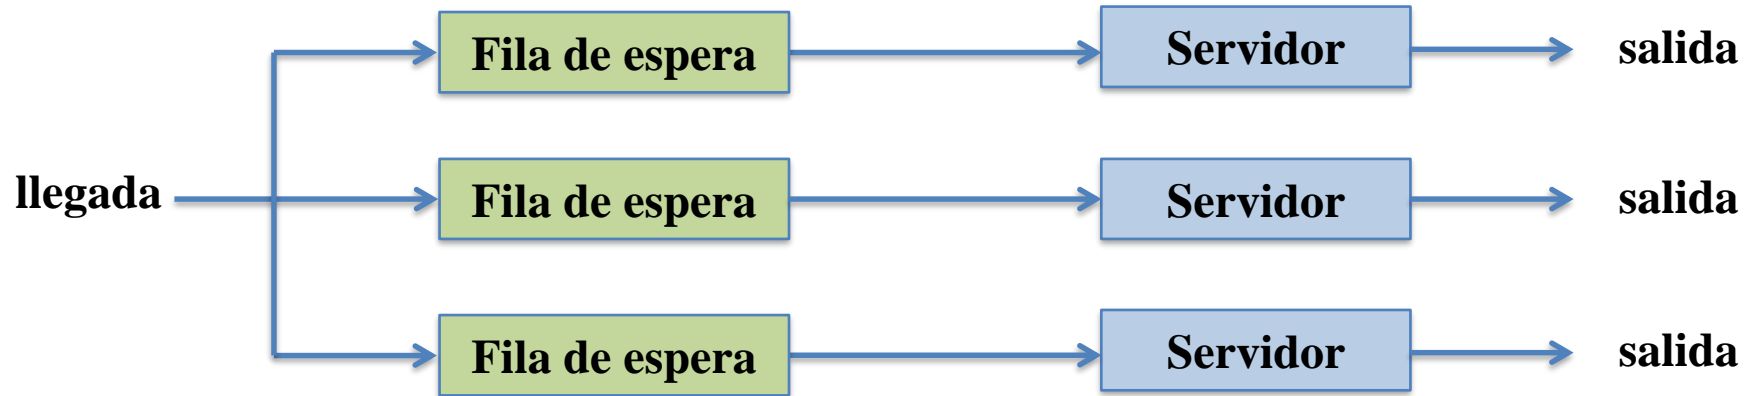 Fila de espera
Servidor
salida
llegada
Fila de espera
Servidor
salida
Fila de espera
Servidor
salida